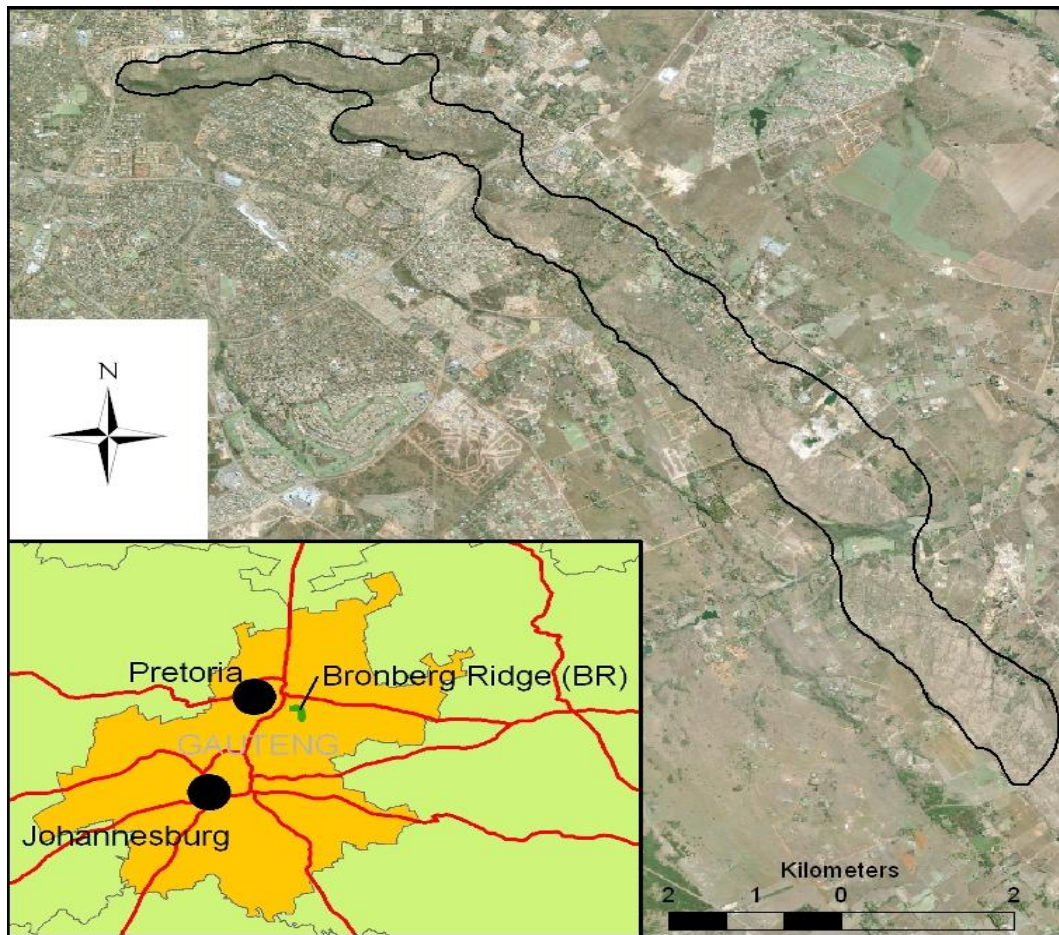 N
Pretoria
Bronberg Ridge (BR)
GAUTENG
Johannesburg
Kilometers
2 1 0 2